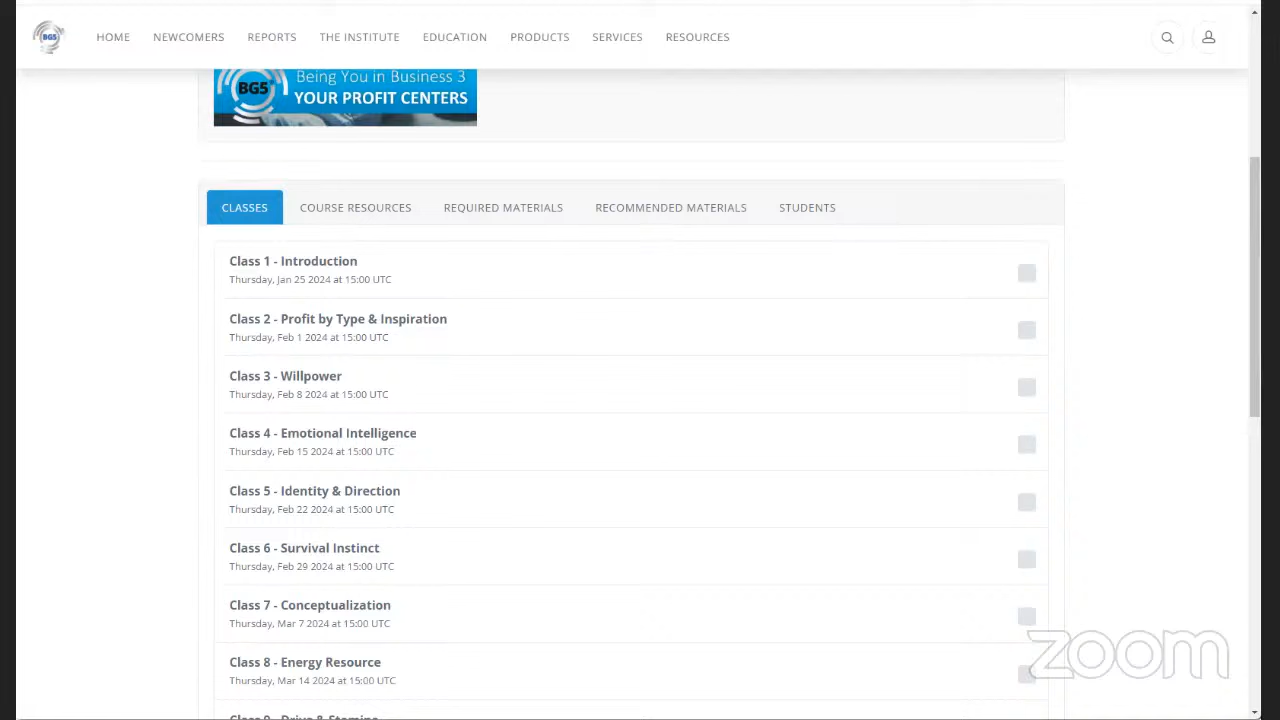 BG5
HOME NEWCOMERS REPORTS THE INSTITUTE EDUCATION PRODUCTS SERVICES RESOURCES
BG5
Being You in Business 3
YOUR PROFIT CENTERS
CLASSES COURSE RESOURCES REQUIRED MATERIALS RECOMMENDED MATERIALS STUDENTS
Class 1 - Introduction
Thursday, Jan 25 2024 at 15:00 UTC
Class 2 - Profit by Type & Inspiration
Thursday, Feb 1 2024 at 15:00 UTC
Class 3 - Willpower
Thursday, Feb 8 2024 at 15:00 UTC
Class 4 - Emotional Intelligence
Thursday, Feb 15 2024 at 15:00 UTC
Class 5 - Identity & Direction
Thursday, Feb 22 2024 at 15:00 UTC
Class 6 - Survival Instinct
Thursday, Feb 29 2024 at 15:00 UTC
Class 7 - Conceptualization
Thursday, Mar 7 2024 at 15:00 UTC
Class 8 - Energy Resource
Thursday, Mar 14 2024 at 15:00 UTC
Class 9 - Drive & Stamina
zoom